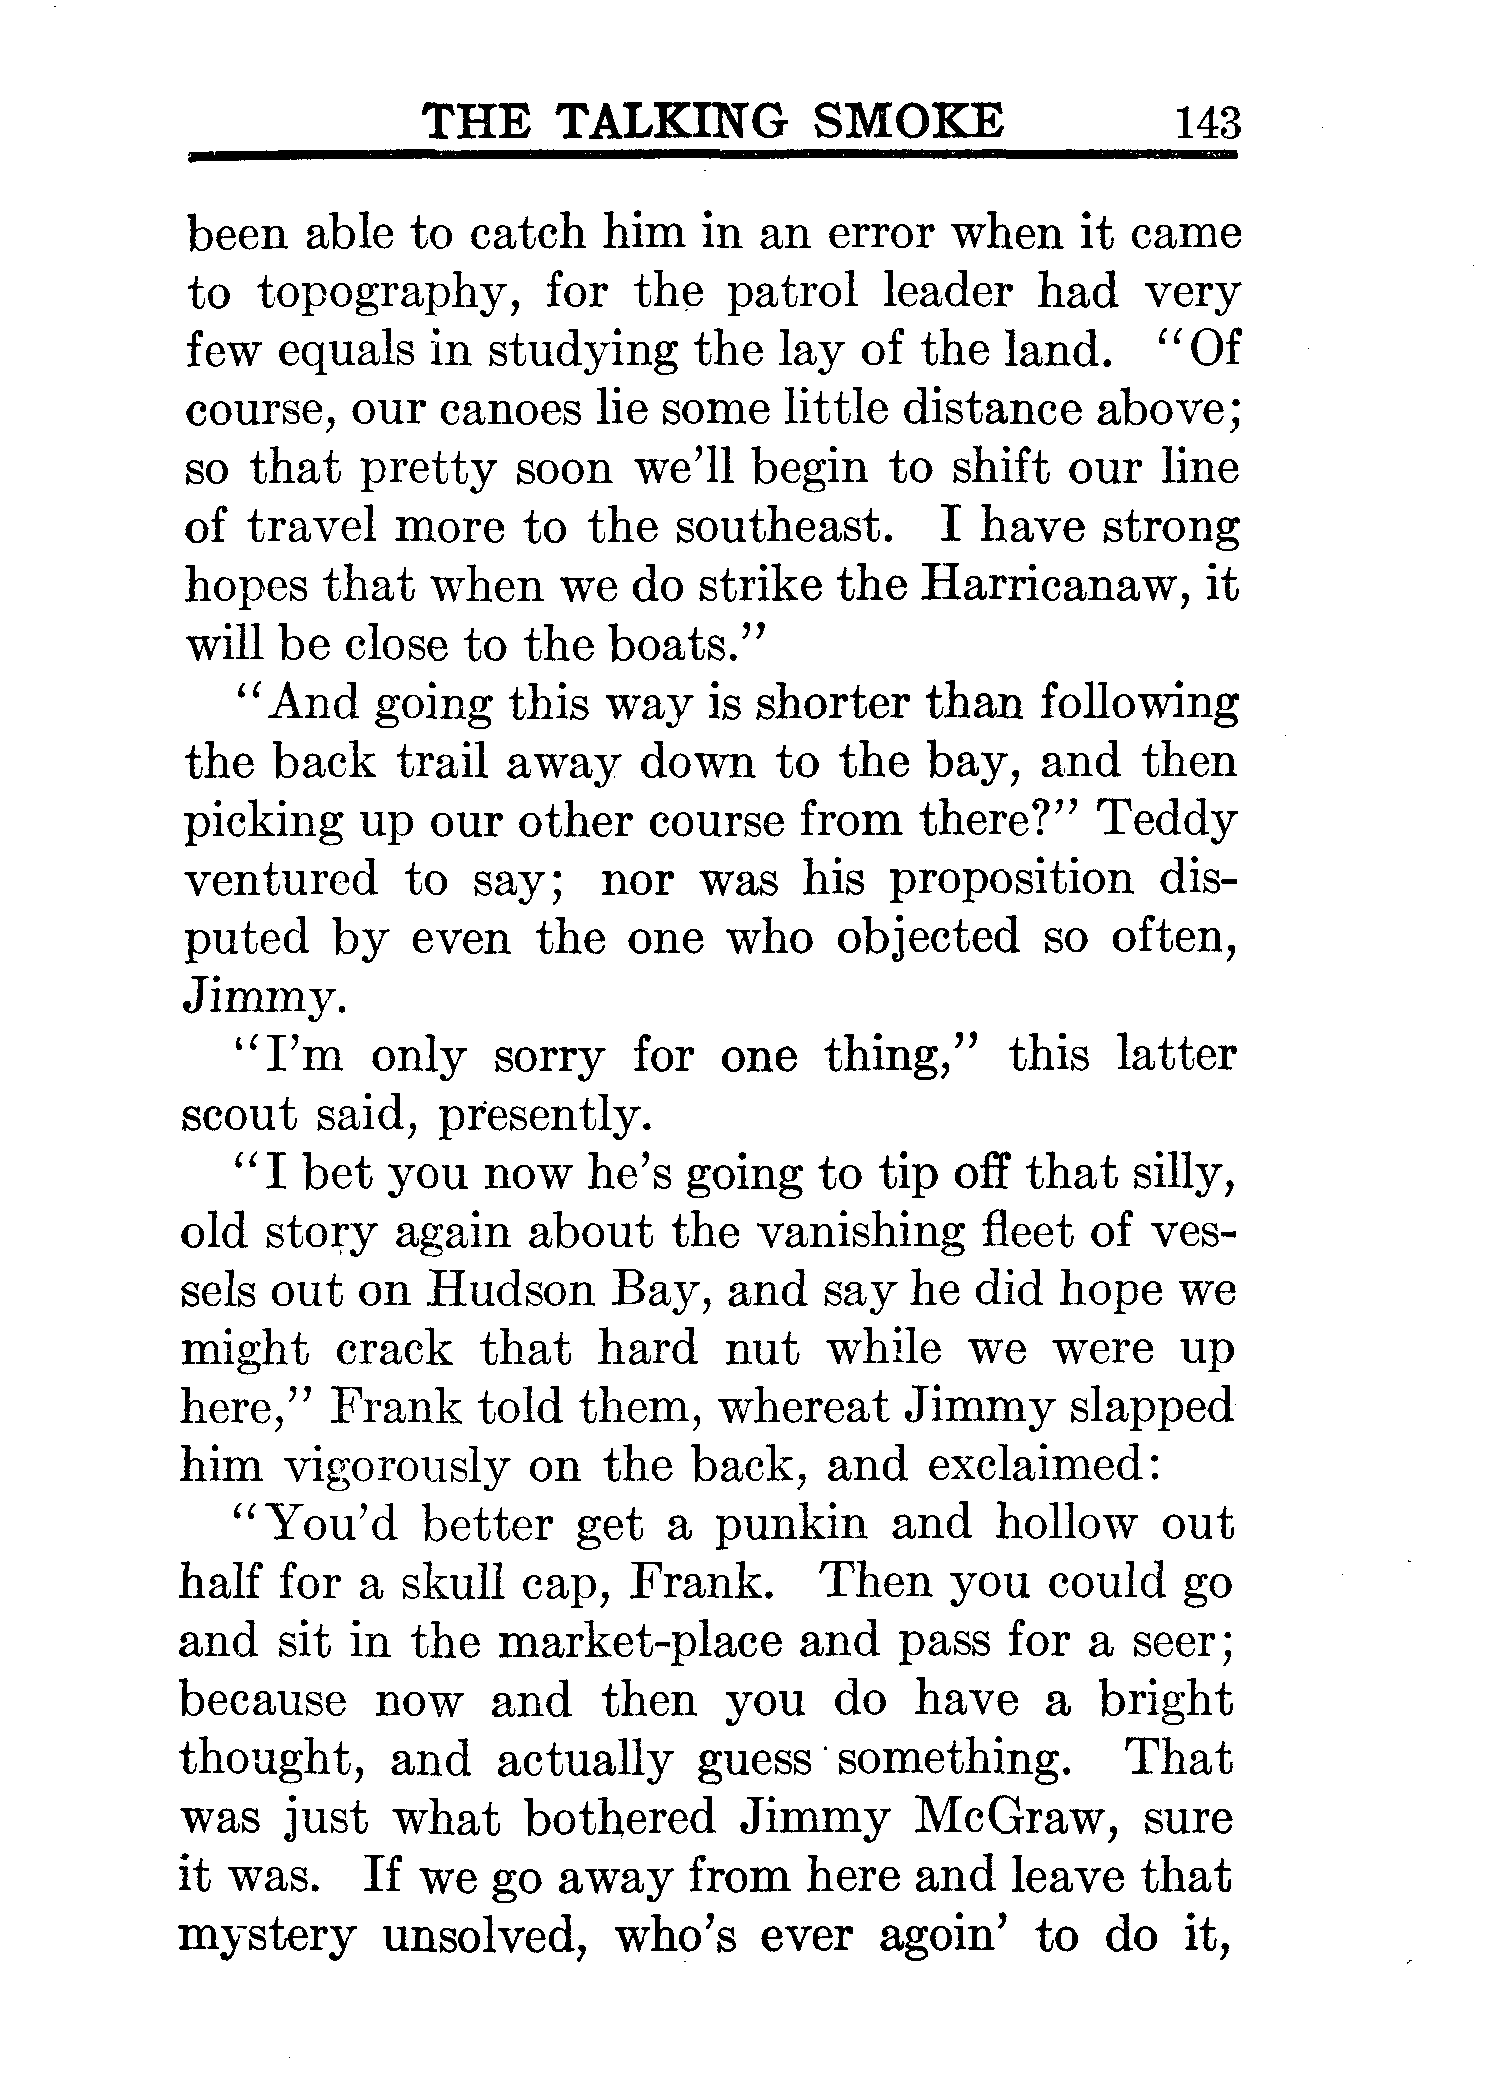 THE TALKING SMOKE 143
been able to catch him in an error when it came
to topography, for the patrol leader had very
few equals in studying the lay of the land. "Of
course, our canoes lie some little distance above;
so that pretty soon we'll begin to shift our line
of travel more to the southeast. I have strong
hopes that when we do strike the Harricanaw, it
will be close to the boats."
"And going this way is shorter than following
the back trail away down to the bay, and then
picking up our other course from there?" Teddy
ventured to say; nor was his proposition dis-
puted by even the one who objected so often,
Jimmy.
"I'm only sorry for one thing," this latter
scout said, presently.
"I bet you now he's going to tip off that silly,
old story again about the vanishing fleet of ves-
sels out on Hudson Bay, and say he did hope we
might crack that hard nut while we were up
here," Frank told them, whereat Jimmy slapped
him vigorously on the back, and exclaimed:
"You'd better get a punkin and hollow out
half for a skull cap, Frank. Then you could go
and sit in the market-place and pass for a seer;
because now and then you do have a bright
thought, and actually guess something. That
was just what bothered Jimmy McGraw, sure
it was. If we go away from here and leave that
mystery unsolved, who's ever agoin' to do it,